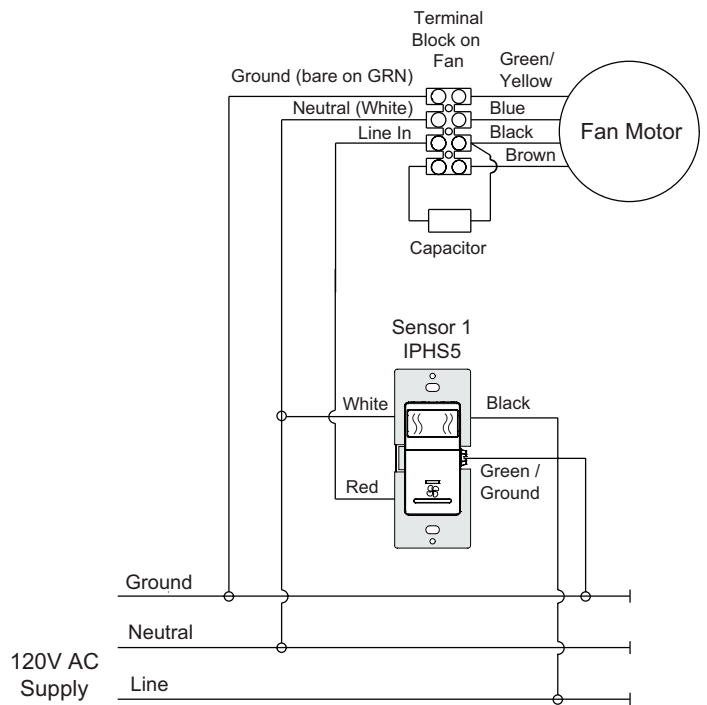 Terminal
Block on
Fan
Green/
Yellow
Ground (bare on GRN)
Neutral (White)
Blue
Line In
Black
Brown
Fan Motor
Capacitor
Sensor 1
IPHS5
White
Black
Green /
Ground
Red
Ground
Neutral
120V AC
Supply
Line